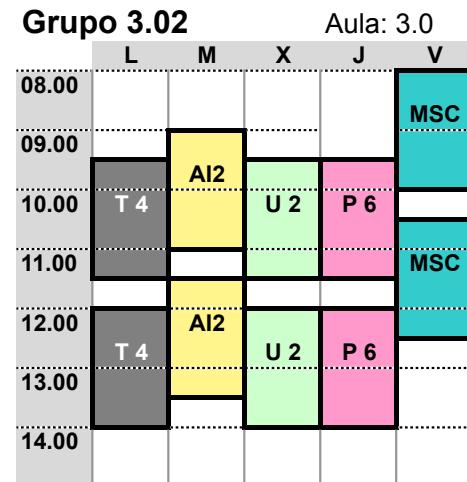 Grupo 3.02 Aula: 3.0
L M X J V
08.00
MSC
09.00
AI2
10.00 T 4 U 2 P 6
11.00 MSC
12.00 AI2
T 4 U 2 P 6
13.00
14.00